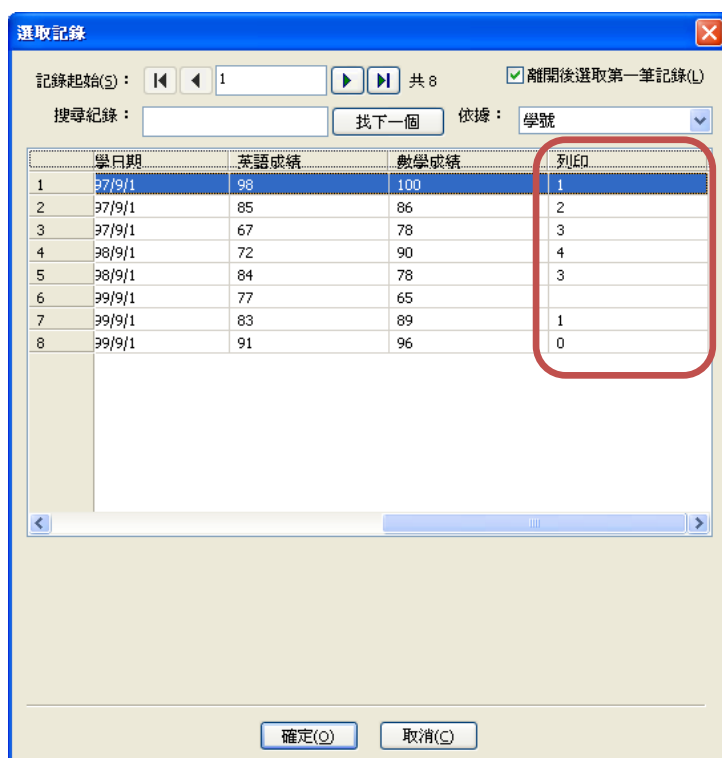 選取記錄
記錄起始(S)： 1 共 8 離開後選取第一筆記錄(L)
搜尋紀錄： 找下一個 依據： 學號
學日期 英語成績 數學成績 列印
1 97/9/1 98 100 1
2 97/9/1 85 86 2
3 97/9/1 67 78 3
4 98/9/1 72 90 4
5 98/9/1 84 78 3
6 99/9/1 77 65
7 99/9/1 83 89 1
8 99/9/1 91 96 0
確定(O) 取消(C)